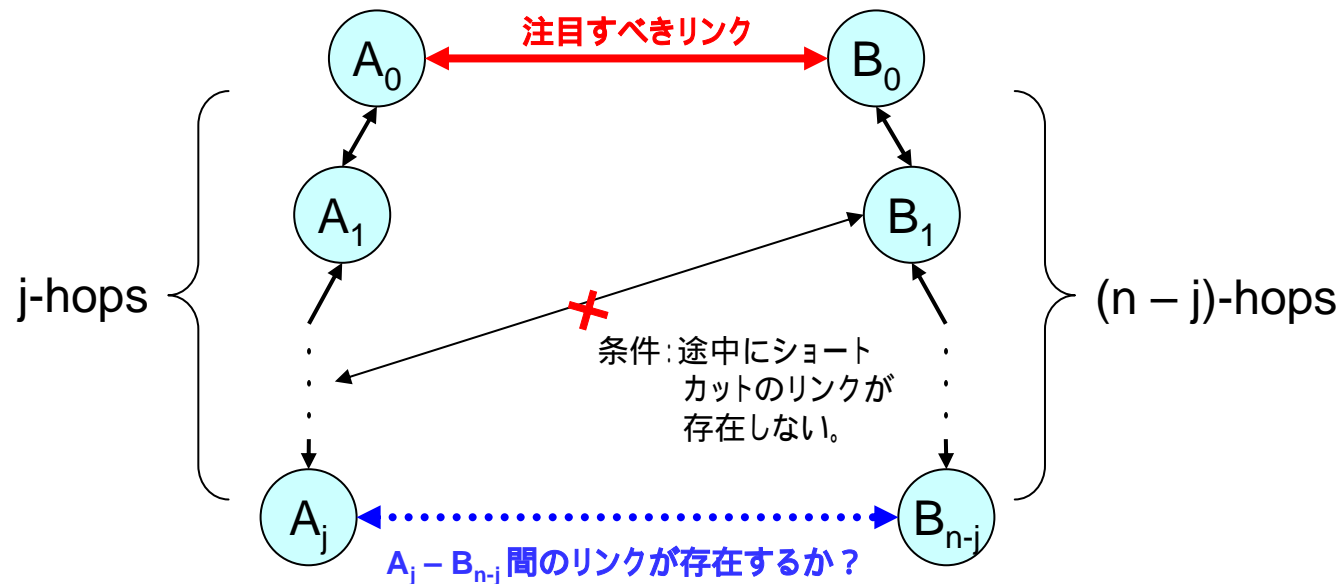 注目すべきリンク
A₀
B₀
A₁
B₁
j-hops
(n – j)-hops
条件：途中にショート
カットのリンクが
存在しない。
Aⱼ
Bn-j
Aj – Bn-j 間のリンクが存在するか？